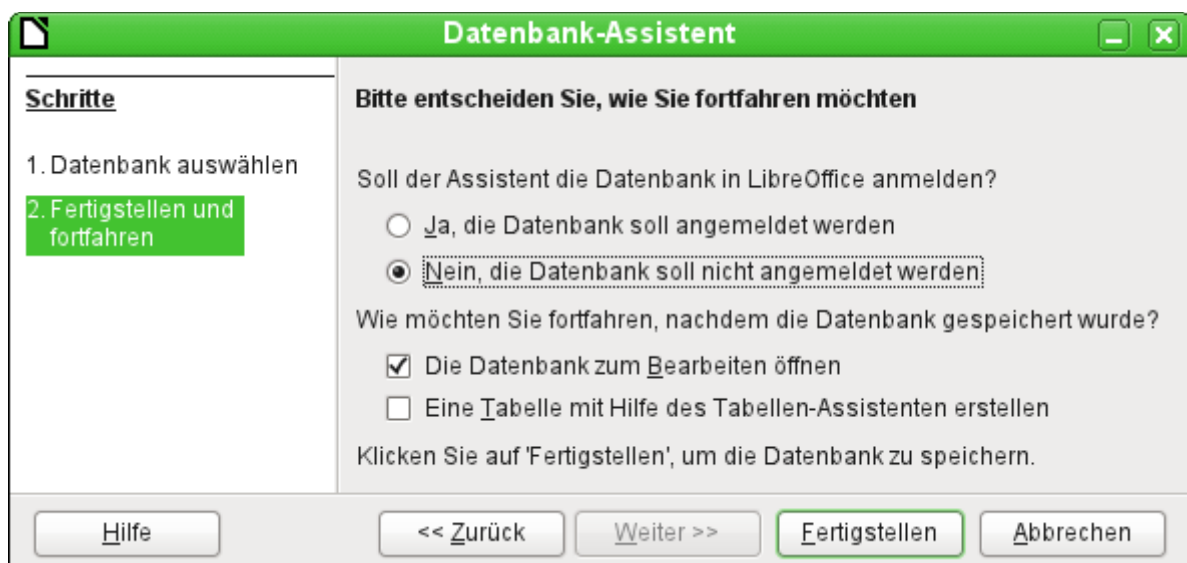 Datenbank-Assistent
Schritte
1. Datenbank auswählen
2. Fertigstellen und
fortfahren
Bitte entscheiden Sie, wie Sie fortfahren möchten
Soll der Assistent die Datenbank in LibreOffice anmelden?
Ja, die Datenbank soll angemeldet werden
Nein, die Datenbank soll nicht angemeldet werden
Wie möchten Sie fortfahren, nachdem die Datenbank gespeichert wurde?
Die Datenbank zum Bearbeiten öffnen
Eine Tabelle mit Hilfe des Tabellen-Assistenten erstellen
Klicken Sie auf 'Fertigstellen', um die Datenbank zu speichern.
Hilfe
<< Zurück
Weiter >>
Fertigstellen
Abbrechen